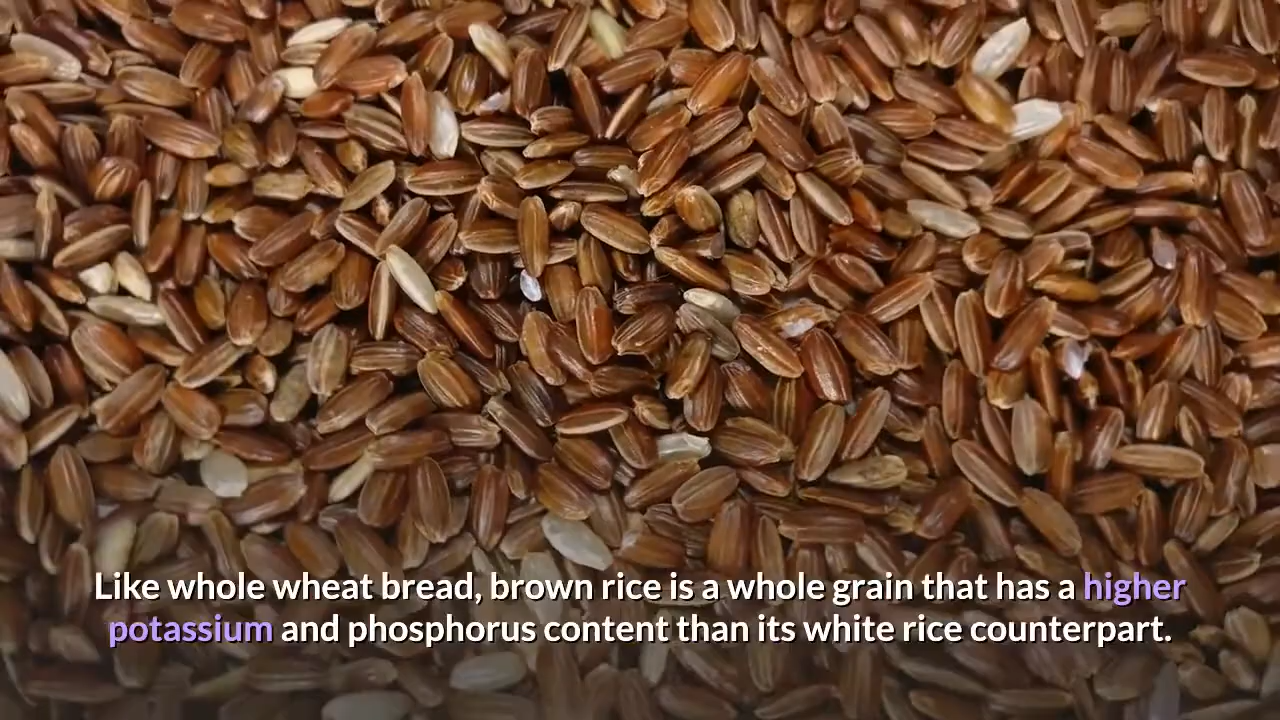 Like whole wheat bread, brown rice is a whole grain that has a higher
potassium and phosphorus content than its white rice counterpart.